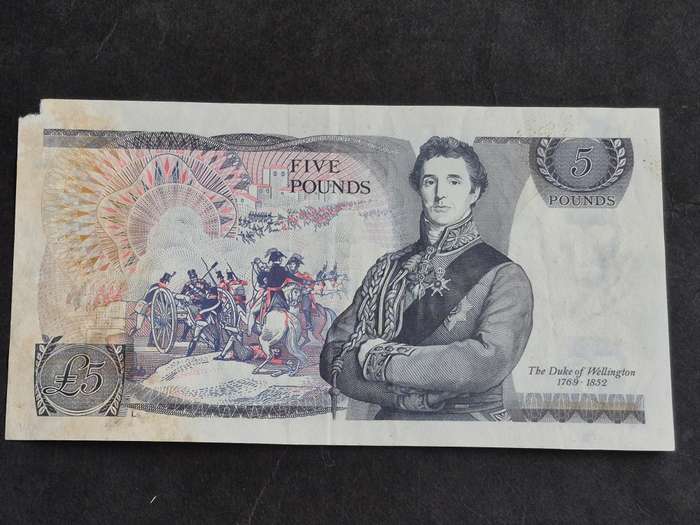 FIVE
POUNDS
5
POUNDS
£5
The Duke of Wellington
1769-1852
L